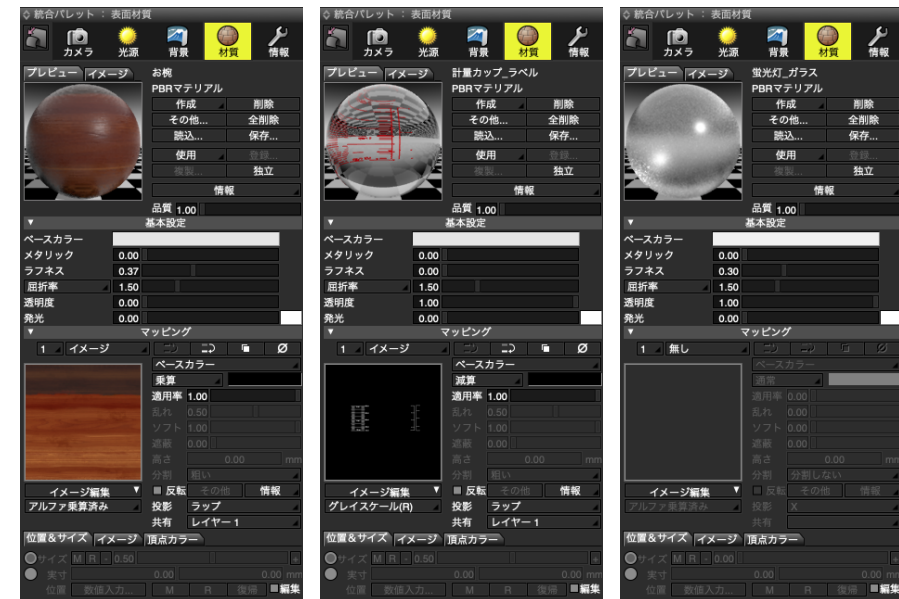 統合パレット ： 表面材質
カメラ 光源 背景 材質 情報
プレビュー イメージ お椀
PBRマテリアル
作成 削除
その他... 全削除
読込... 保存...
使用 登録...
複製... 独立
情報
品質 1.00
基本設定
ベースカラー
メタリック 0.00
ラフネス 0.37
屈折率 1.50
透明度 0.00
発光 0.00
マッピング
1 イメージ
ベースカラー
乗算
適用率 1.00
乱れ 0.50
ソフト 1.00
遮蔽 0.00
高さ 0.00 mm
分割 粗い
イメージ編集 反転 その他 情報
アルファ乗算済み 投影 ラップ
共有 レイヤー 1
位置&サイズ イメージ 頂点カラー
サイズ M R - 0.50 +
実寸 0.00 0.00 mm
位置 数値入力... M R 復帰 編集
統合パレット ： 表面材質
カメラ 光源 背景 材質 情報
プレビュー イメージ 計量カップ_ラベル
PBRマテリアル
作成 削除
その他... 全削除
読込... 保存...
使用 登録...
複製... 独立
情報
品質 1.00
基本設定
ベースカラー
メタリック 0.00
ラフネス 0.00
屈折率 1.50
透明度 1.00
発光 0.00
マッピング
1 イメージ
ベースカラー
減算
適用率 1.00
乱れ 0.50
ソフト 1.00
遮蔽 0.00
高さ 0.00 mm
分割 粗い
イメージ編集 反転 その他 情報
グレイスケール(R) 投影 ラップ
共有 レイヤー 1
位置&サイズ イメージ 頂点カラー
サイズ M R - 0.50 +
実寸 0.00 0.00 mm
位置 数値入力... M R 復帰 編集
統合パレット ： 表面材質
カメラ 光源 背景 材質 情報
プレビュー イメージ 蛍光灯_ガラス
PBRマテリアル
作成 削除
その他... 全削除
読込... 保存...
使用 登録...
複製... 独立
情報
品質 1.00
基本設定
ベースカラー
メタリック 0.00
ラフネス 0.30
屈折率 1.50
透明度 1.00
発光 0.00
マッピング
1 無し
ベースカラー
通常
適用率 0.00
乱れ 0.00
ソフト 0.00
遮蔽 0.00
高さ 0.00 mm
分割 分割しない
イメージ編集 反転 その他 情報
アルファ乗算済み 投影 X
共有
位置&サイズ イメージ 頂点カラー
サイズ M R - 0.00 +
実寸 0.00 0.00 mm
位置 数値入力... M R 復帰 編集